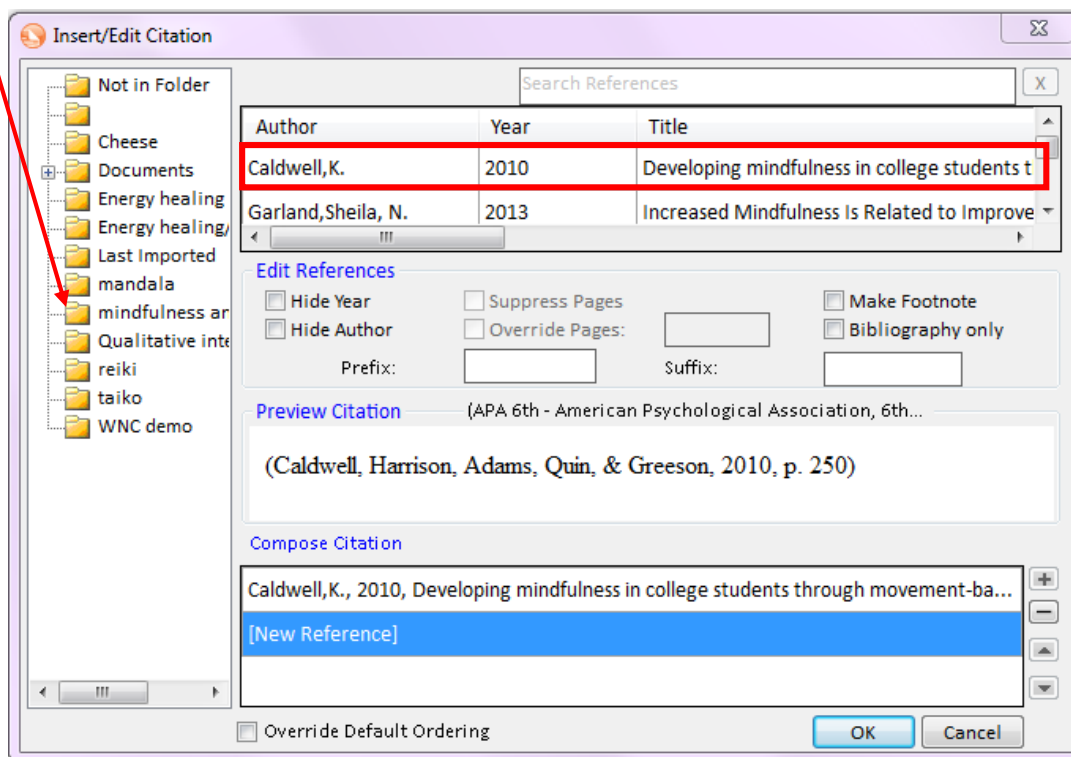 Insert/Edit Citation
X
Not in Folder
Cheese
Documents
Energy healing
Energy healing/
Last Imported
mandala
mindfulness ar
Qualitative inte
reiki
taiko
WNC demo
Search References
X
Author Year Title
Caldwell,K. 2010 Developing mindfulness in college students t
Garland,Sheila, N. 2013 Increased Mindfulness Is Related to Improve
Edit References
Hide Year Suppress Pages Make Footnote
Hide Author Override Pages: Bibliography only
Prefix: Suffix:
Preview Citation (APA 6th - American Psychological Association, 6th...
(Caldwell, Harrison, Adams, Quin, & Greeson, 2010, p. 250)
Compose Citation
Caldwell,K., 2010, Developing mindfulness in college students through movement-ba...
[New Reference]
Override Default Ordering
OK Cancel